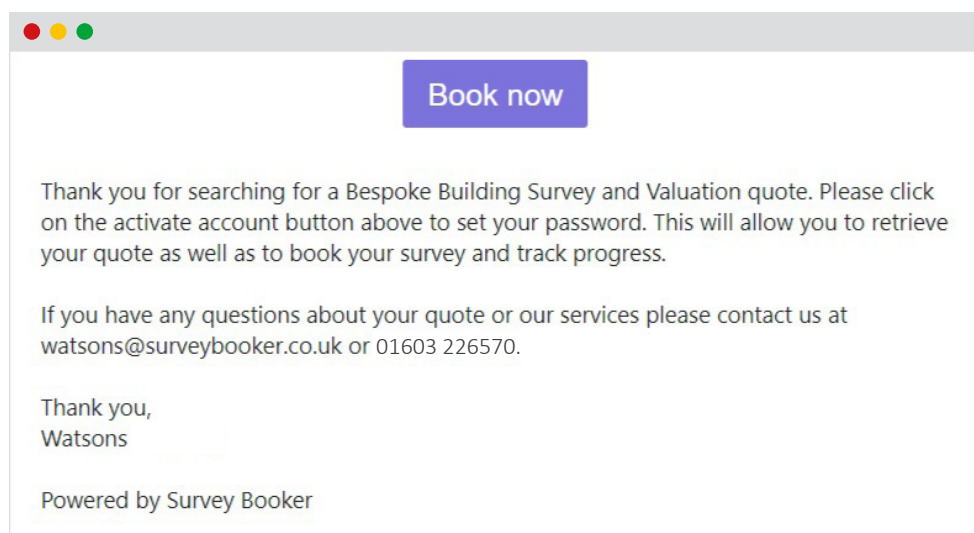 Book now
Thank you for searching for a Bespoke Building Survey and Valuation quote. Please click
on the activate account button above to set your password. This will allow you to retrieve
your quote as well as to book your survey and track progress.
If you have any questions about your quote or our services please contact us at
watsons@surveybooker.co.uk or 01603 226570.
Thank you,
Watsons
Powered by Survey Booker